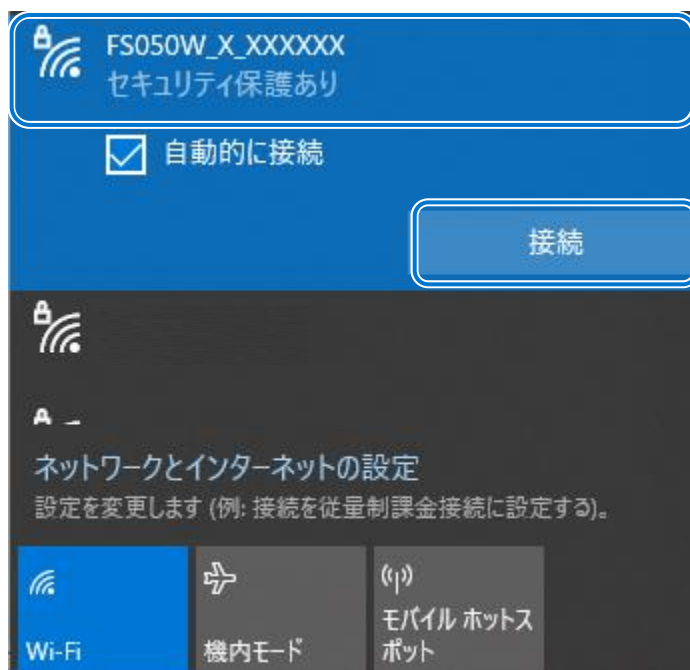 FS050W_X_XXXXXX
セキュリティ保護あり
自動的に接続
接続
ネットワークとインターネットの設定
設定を変更します (例: 接続を従量制課金接続に設定する)。
Wi-Fi
機内モード
モバイル ホットス
ポット